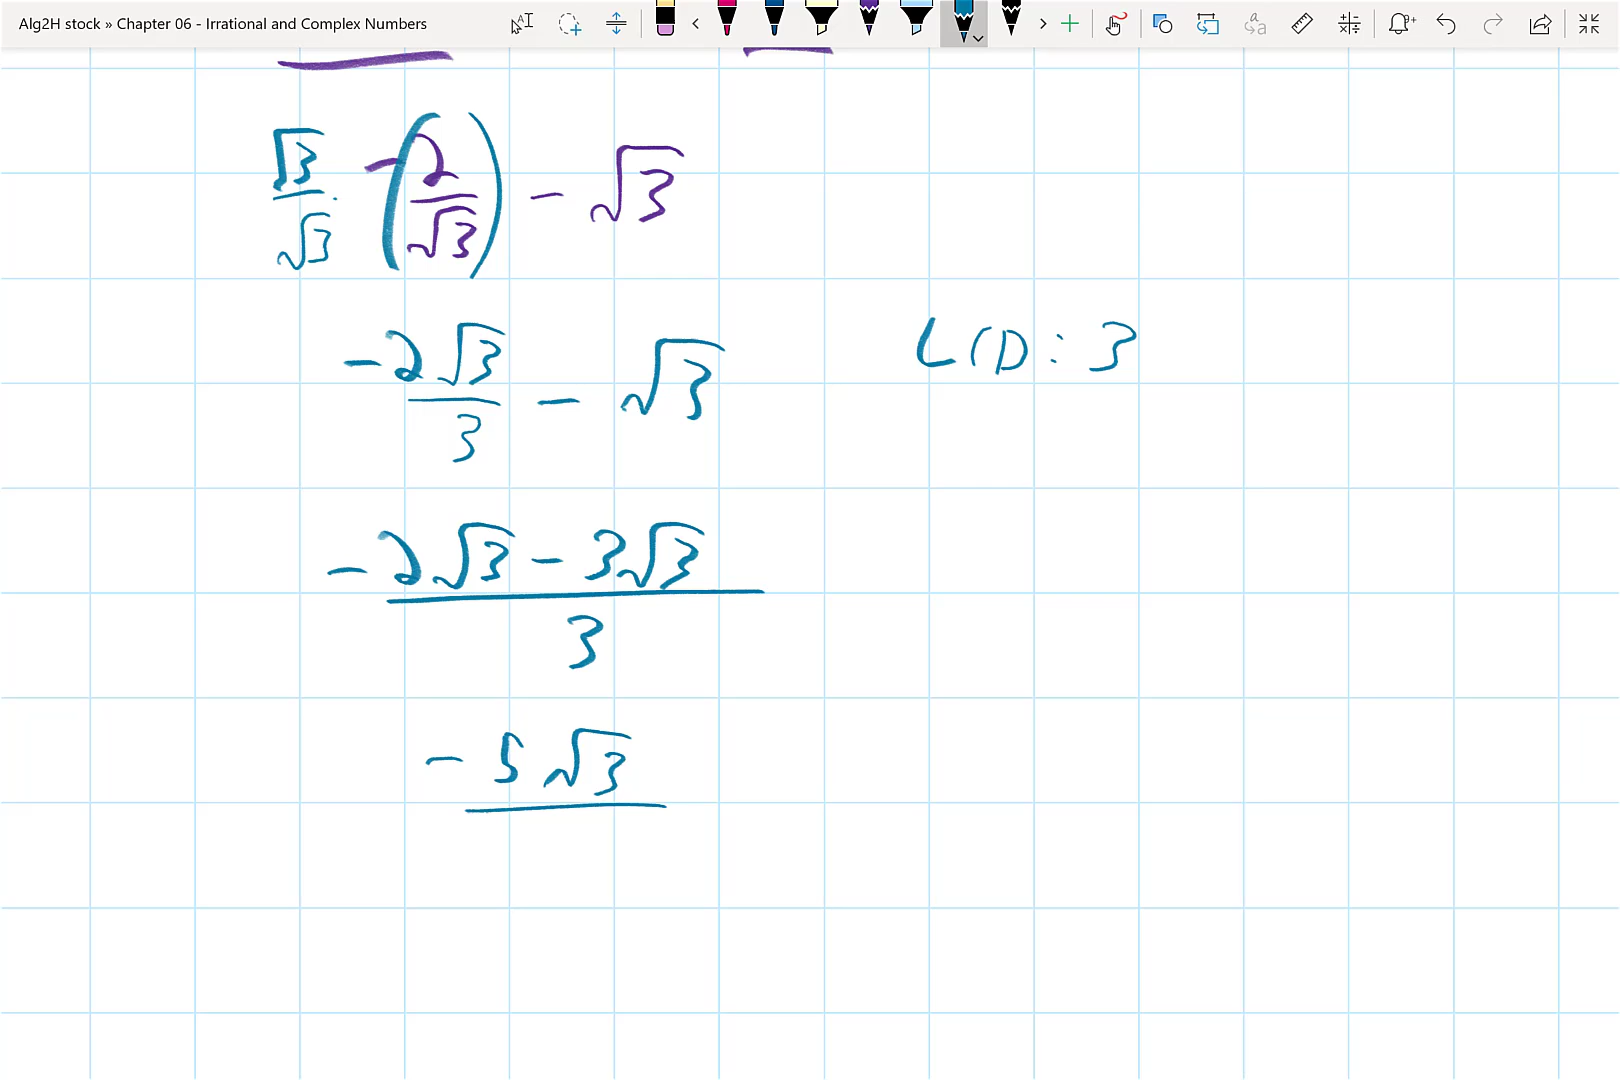 Alg2H stock » Chapter 06 - Irrational and Complex Numbers
√3/√3 · -(2/√3) - √3
-2√3/3 - √3
LCD: 3
-2√3 - 3√3
3
-5√3